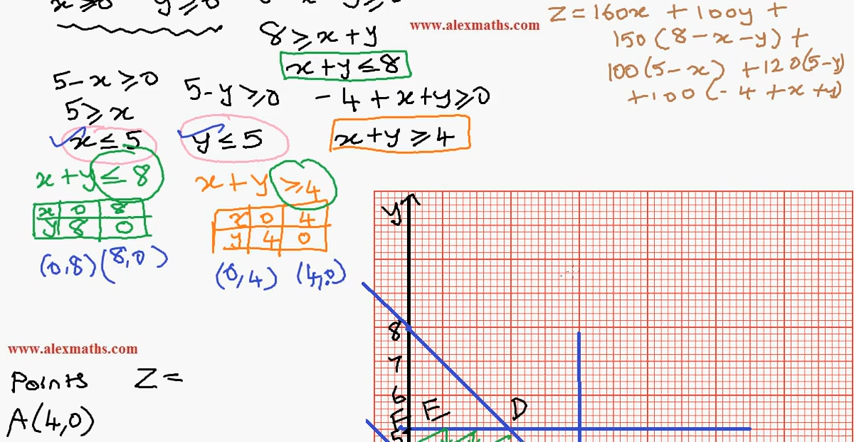 www.alexmaths.com
Z = 160x + 100y +
150(8 - x - y) +
100(5 - x) + 120(5 - y)
+ 100(- 4 + x + y)
8 ≥ x + y
x + y ≤ 8
5 - x ≥ 0
5 - y ≥ 0
- 4 + x + y ≥ 0
5 ≥ x
x ≤ 5
y ≤ 5
x + y ≥ 4
x + y ≤ 8
x + y ≥ 4
x 0 8
y 8 0
x 0 4
y 4 0
(0,8) (8,0)
(0,4) (4,0)
y
8
7
6
5
E
D
www.alexmaths.com
Points Z =
A(4,0)